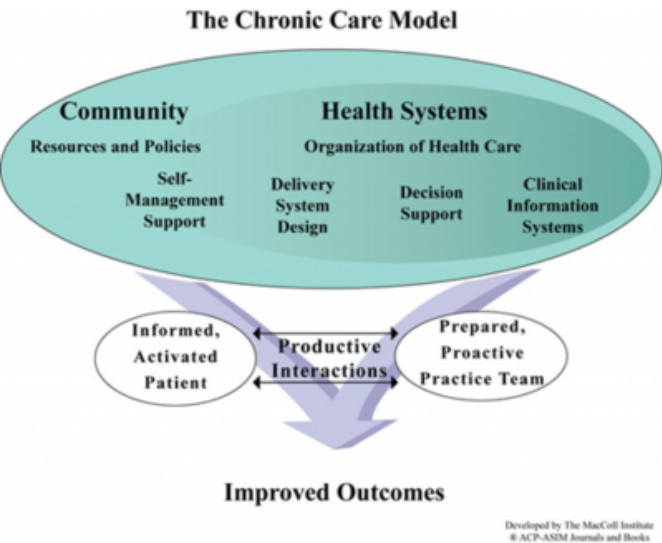 The Chronic Care Model
Community
Resources and Policies
Health Systems
Organization of Health Care
Self-
Management
Support
Delivery
System
Design
Decision
Support
Clinical
Information
Systems
Informed,
Activated
Patient
Productive
Interactions
Prepared,
Proactive
Practice Team
Improved Outcomes
Developed by The MacColl Institute
® ACP-ASIM Journals and Books